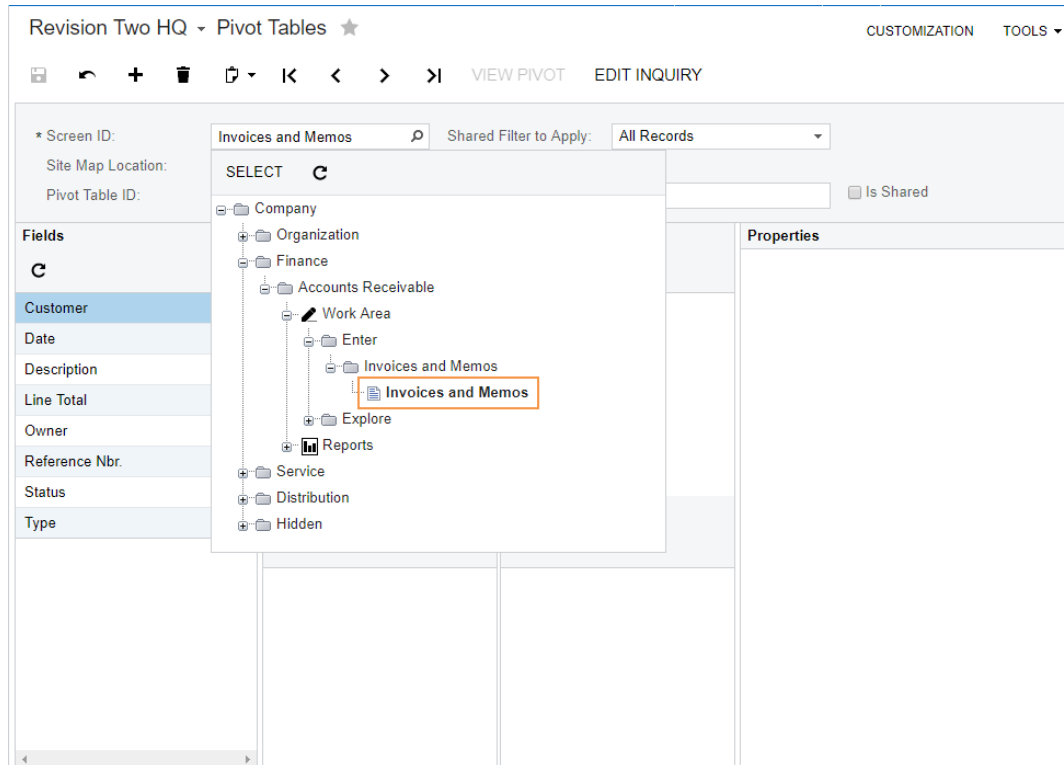 Revision Two HQ Pivot Tables CUSTOMIZATION TOOLS
VIEW PIVOT EDIT INQUIRY
* Screen ID: Invoices and Memos Shared Filter to Apply: All Records
Site Map Location: SELECT
Pivot Table ID: Is Shared
Company
Fields Organization Properties
Finance
Accounts Receivable
Customer Work Area
Date Enter
Description Invoices and Memos
Line Total Invoices and Memos
Owner Explore
Reference Nbr. Reports
Status Service
Type Distribution
Hidden